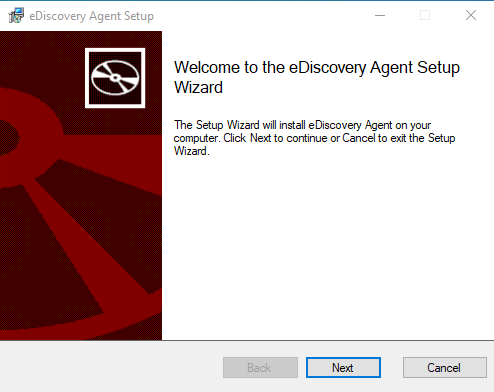 eDiscovery Agent Setup
Welcome to the eDiscovery Agent Setup
Wizard
The Setup Wizard will install eDiscovery Agent on your
computer. Click Next to continue or Cancel to exit the Setup
Wizard.
Back
Next
Cancel